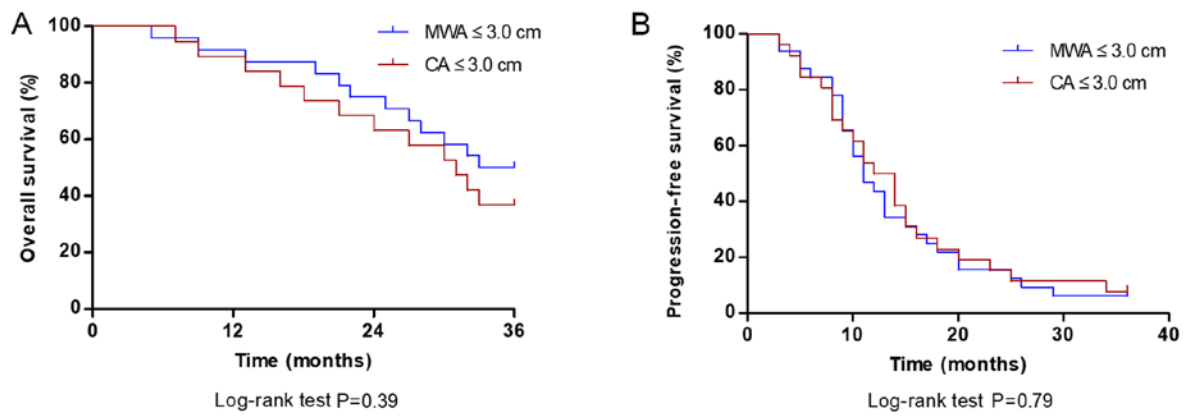 A
MWA ≤ 3.0 cm
CA ≤ 3.0 cm
Overall survival (%)
100
80
60
40
20
0
0 12 24 36
Time (months)
Log-rank test P=0.39
B
MWA ≤ 3.0 cm
CA ≤ 3.0 cm
Progression-free survival (%)
100
80
60
40
20
0
0 10 20 30 40
Time (months)
Log-rank test P=0.79